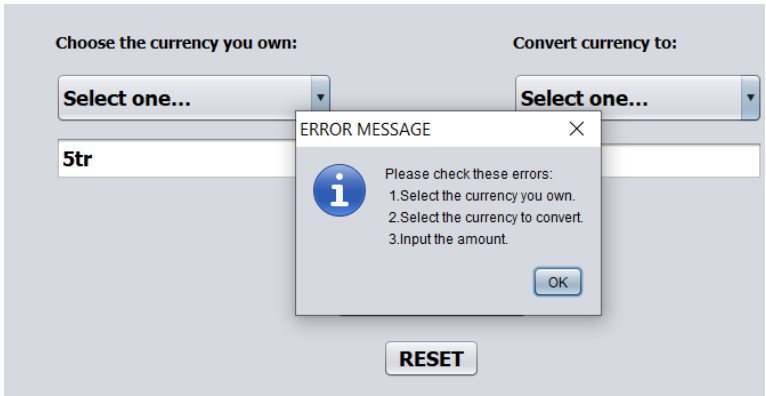 Choose the currency you own:
Convert currency to:
Select one...
Select one...
ERROR MESSAGE
5tr
Please check these errors:
1.Select the currency you own.
2.Select the currency to convert.
3.Input the amount.
OK
RESET